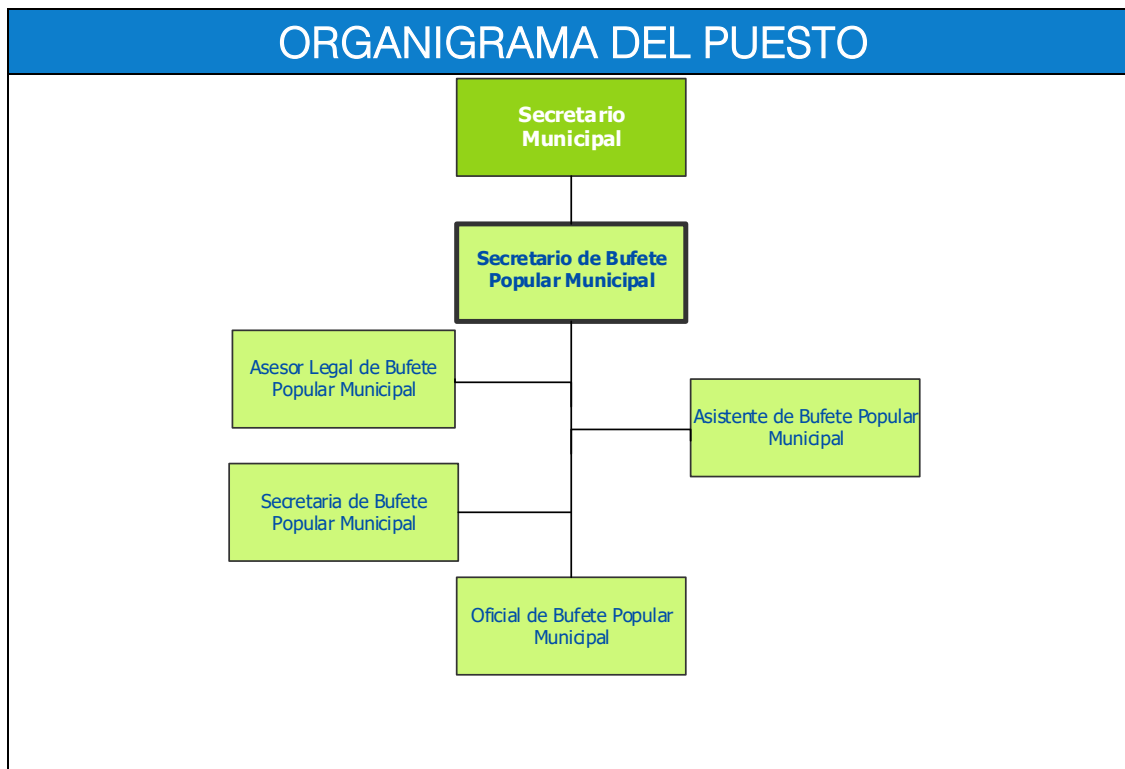 ORGANIGRAMA DEL PUESTO
Secretario
Municipal
Secretario de Bufete
Popular Municipal
Asesor Legal de Bufete
Popular Municipal
Asistente de Bufete Popular
Municipal
Secretaria de Bufete
Popular Municipal
Oficial de Bufete Popular
Municipal